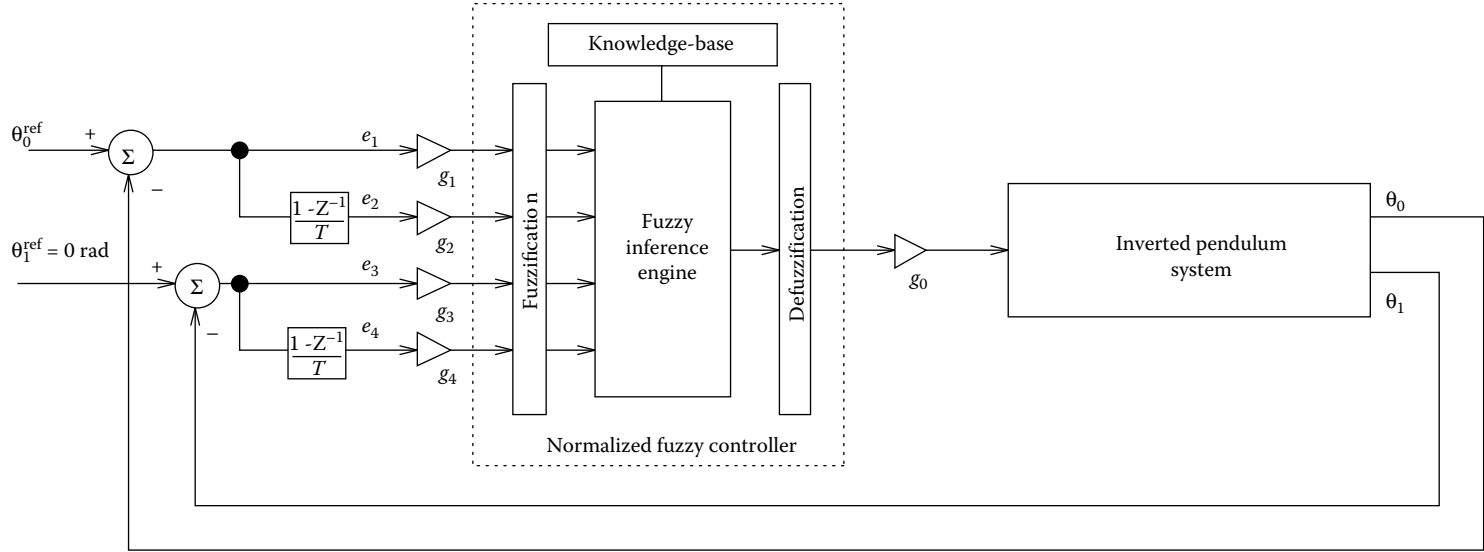 Knowledge-base
θ₀ʳᵉᶠ
+
Σ
−
e₁
g₁
1 -Z⁻¹
T
e₂
g₂
θ₁ʳᵉᶠ = 0 rad
+
Σ
−
e₃
g₃
1 -Z⁻¹
T
e₄
g₄
Fuzzificatio n
Fuzzy
inference
engine
Defuzzification
Normalized fuzzy controller
g₀
Inverted pendulum
system
θ₀
θ₁